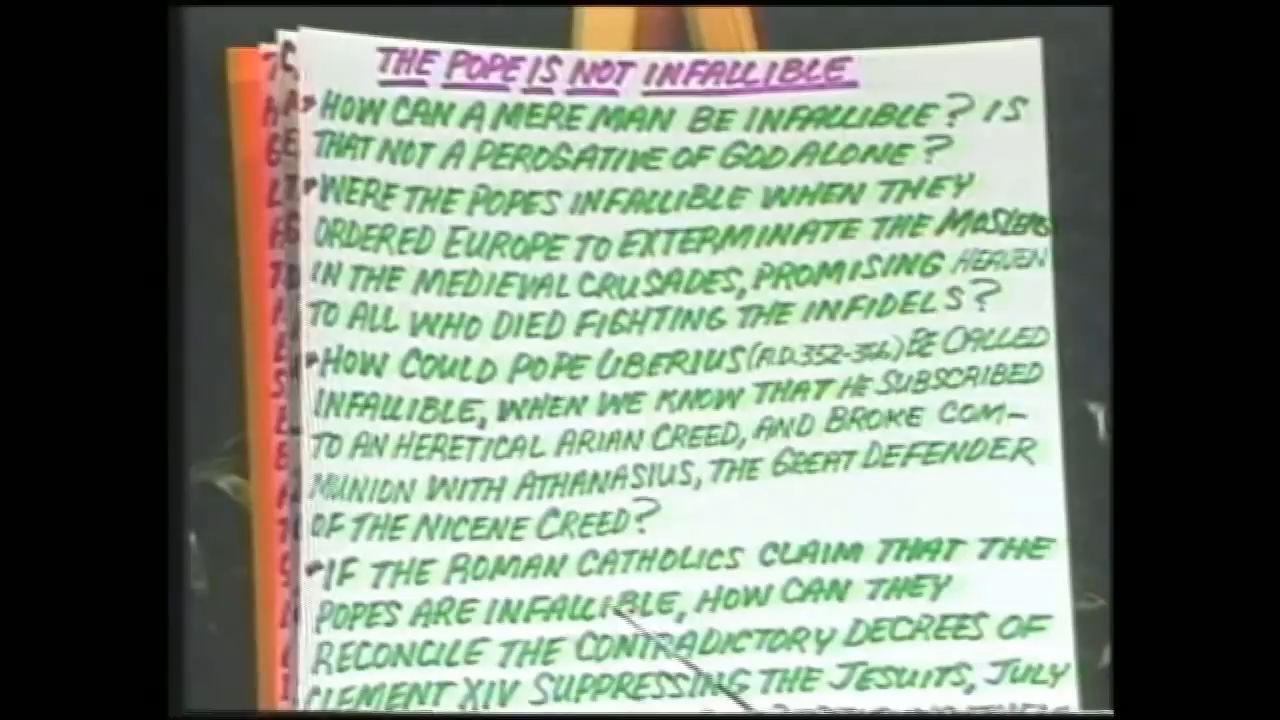 THE POPE IS NOT INFALLIBLE
HOW CAN A MERE MAN BE INFALLIBLE? IS
THAT NOT A PEROGATIVE OF GOD ALONE?
WERE THE POPES INFALLIBLE WHEN THEY
ORDERED EUROPE TO EXTERMINATE THE MOSLEMS
IN THE MEDIEVAL CRUSADES, PROMISING HEAVEN
TO ALL WHO DIED FIGHTING THE INFIDELS?
HOW COULD POPE LIBERIUS (A.D. 352-366) BE CALLED
INFALLIBLE, WHEN WE KNOW THAT HE SUBSCRIBED
TO AN HERETICAL ARIAN CREED, AND BROKE COM-
MUNION WITH ATHANASIUS, THE GREAT DEFENDER
OF THE NICENE CREED?
IF THE ROMAN CATHOLICS CLAIM THAT THE
POPES ARE INFALLIBLE, HOW CAN THEY
RECONCILE THE CONTRADICTORY DECREES OF
CLEMENT XIV SUPPRESSING THE JESUITS, JULY